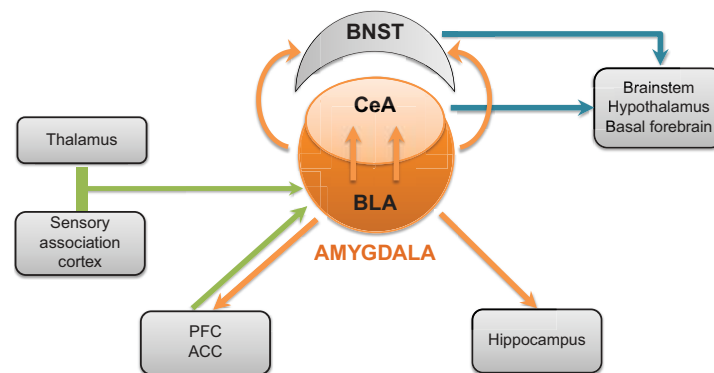 BNST
Brainstem
Hypothalamus
Basal forebrain
CeA
Thalamus
BLA
Sensory
association
cortex
AMYGDALA
PFC
ACC
Hippocampus